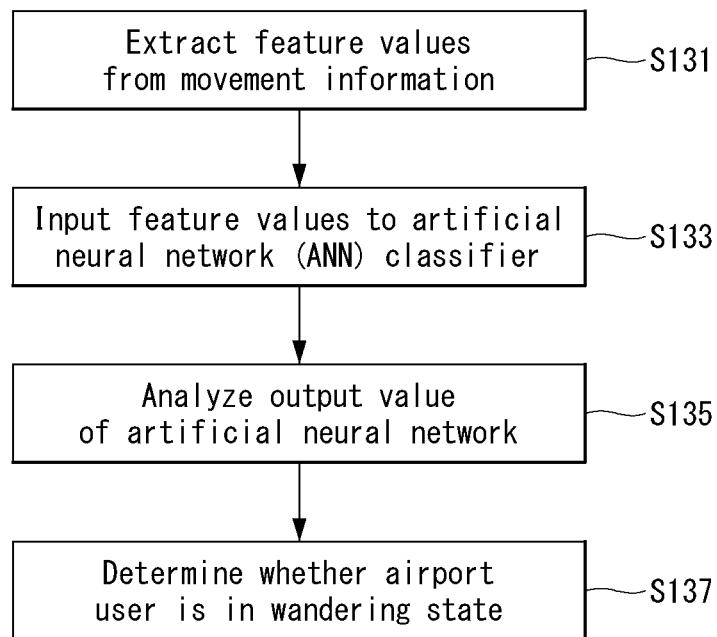 Extract feature values
from movement information
S131
Input feature values to artificial
neural network (ANN) classifier
S133
Analyze output value
of artificial neural network
S135
Determine whether airport
user is in wandering state
S137